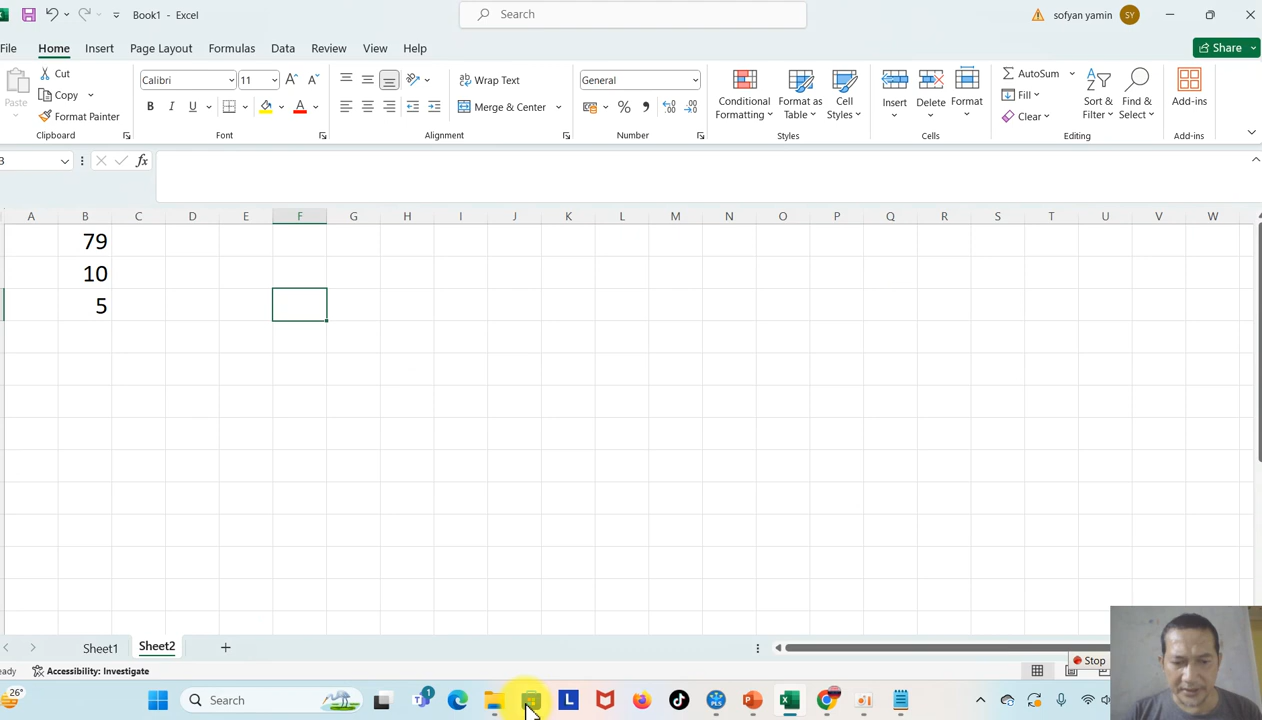 Book1 - Excel
Search
sofyan yamin
SY
File Home Insert Page Layout Formulas Data Review View Help
Share
Paste
Cut
Copy
Format Painter
Clipboard
Calibri 11
B I U
Font
Wrap Text
Merge & Center
Alignment
General
Number
Conditional Formatting
Format as Table
Cell Styles
Styles
Insert
Delete
Format
Cells
AutoSum
Fill
Clear
Sort & Filter
Find & Select
Editing
Add-ins
Add-ins
fx
A B C D E F G H I J K L M N O P Q R S T U V W
79
10
5
Sheet1 Sheet2
Accessibility: Investigate
Stop
26°
Search
1
L
PLS